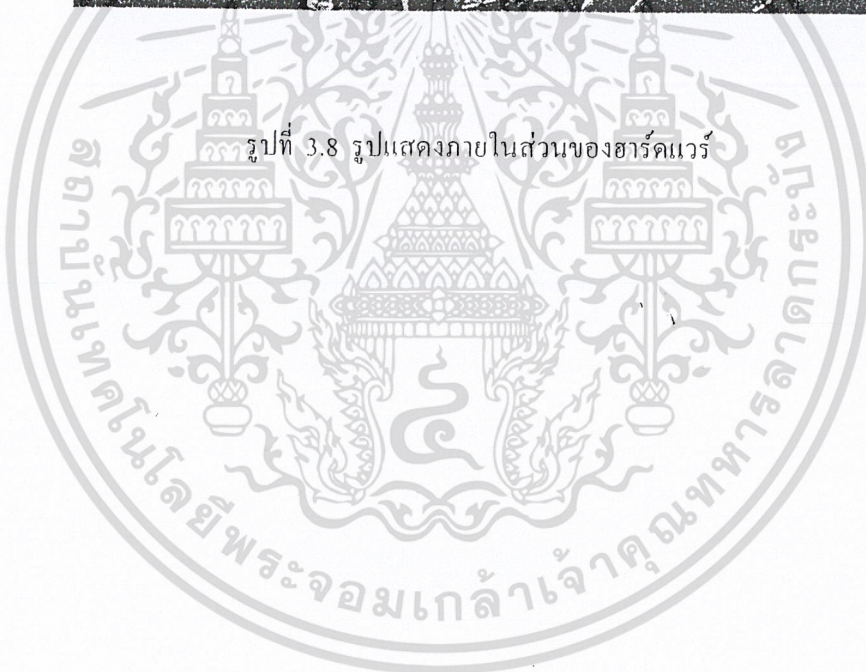 รูปที่ 3.8 รูปแสดงภายในส่วนของฮาร์ดแวร์
สถาบันเทคโนโลยีพระจอมเกล้าเจ้าคุณทหารลาดกระบัง